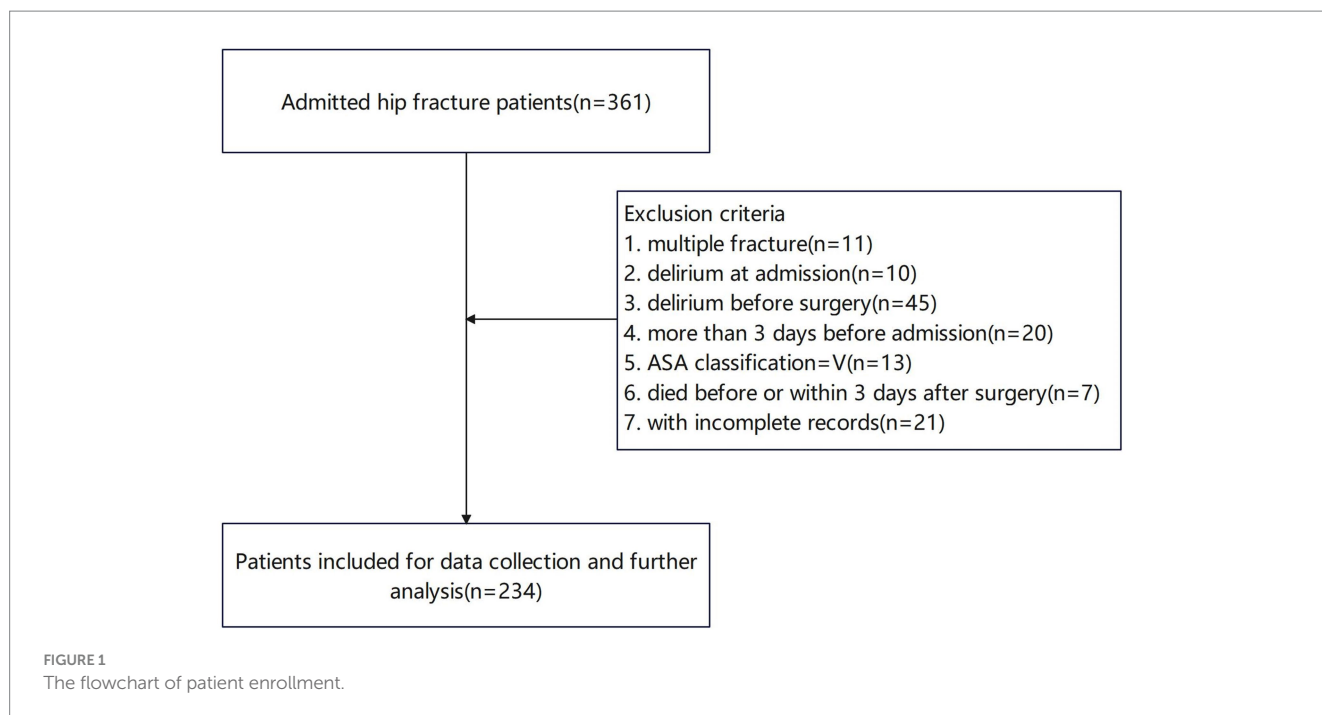 Admitted hip fracture patients(n=361)
Exclusion criteria
1. multiple fracture(n=11)
2. delirium at admission(n=10)
3. delirium before surgery(n=45)
4. more than 3 days before admission(n=20)
5. ASA classification=V(n=13)
6. died before or within 3 days after surgery(n=7)
7. with incomplete records(n=21)
Patients included for data collection and further
analysis(n=234)
FIGURE 1
The flowchart of patient enrollment.